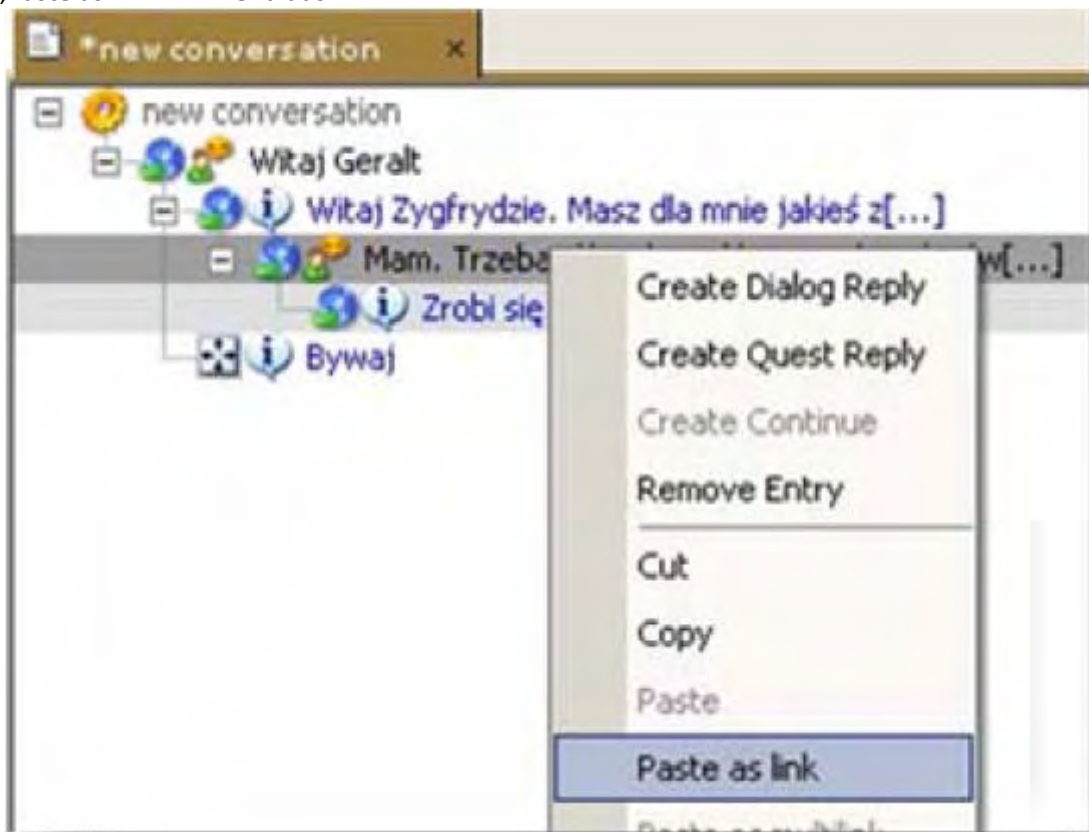 *new conversation ×
new conversation
Witaj Geralt
Witaj Zygfrydzie. Masz dla mnie jakieś z[...]
Mam. Trzeba w[...]
Zrobi się
Bywaj
Create Dialog Reply
Create Quest Reply
Create Continue
Remove Entry
Cut
Copy
Paste
Paste as link